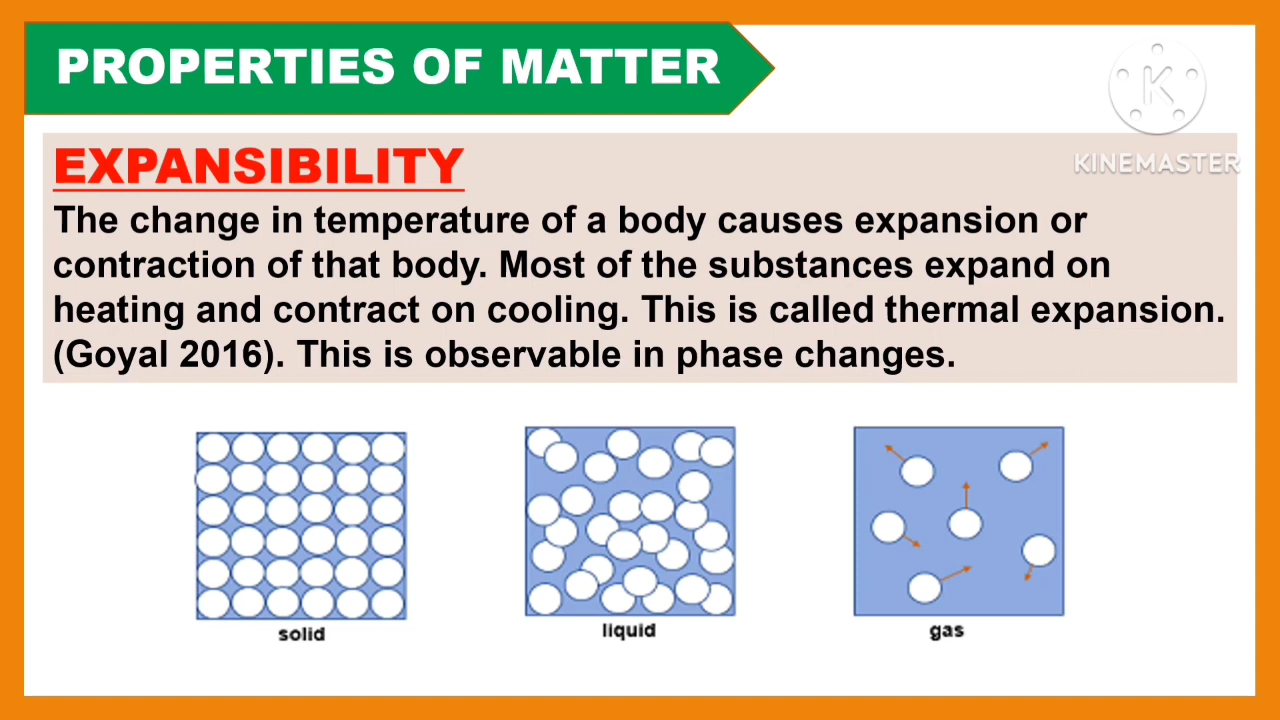 PROPERTIES OF MATTER
K
KINEMASTER
EXPANSIBILITY
The change in temperature of a body causes expansion or
contraction of that body. Most of the substances expand on
heating and contract on cooling. This is called thermal expansion.
(Goyal 2016). This is observable in phase changes.
solid
liquid
gas